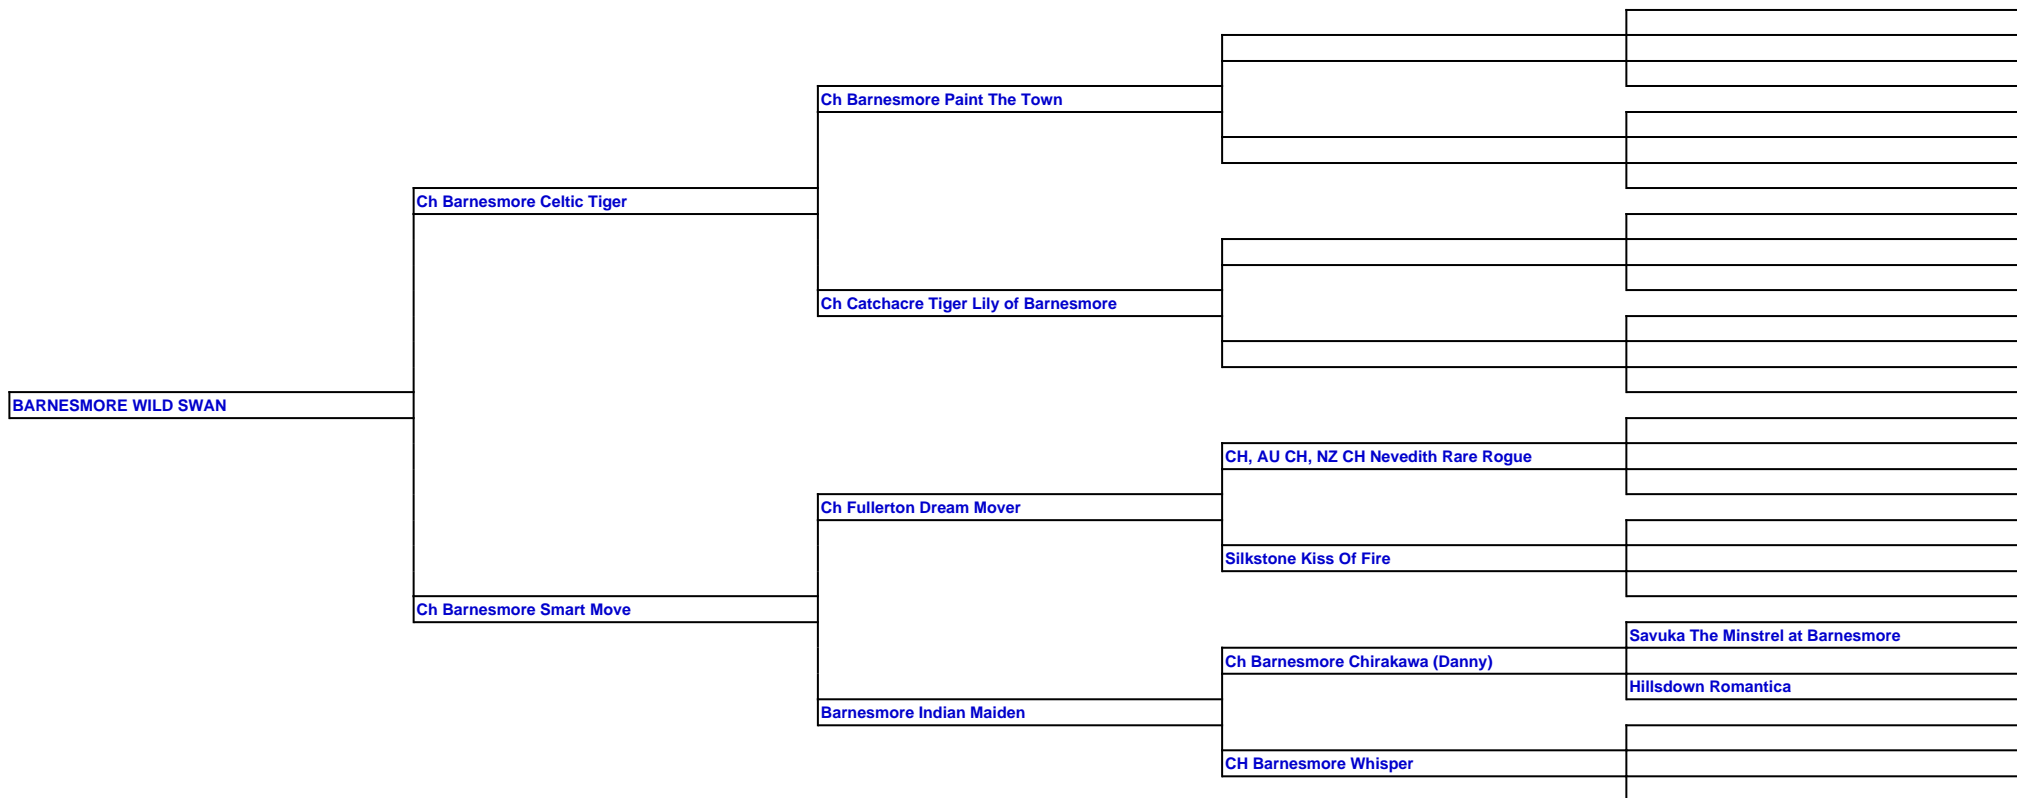 Ch Barnesmore Paint The Town
Ch Barnesmore Celtic Tiger
Ch Catchacre Tiger Lily of Barnesmore
BARNESMORE WILD SWAN
CH, AU CH, NZ CH Nevedith Rare Rogue
Ch Fullerton Dream Mover
Silkstone Kiss Of Fire
Ch Barnesmore Smart Move
Savuka The Minstrel at Barnesmore
Ch Barnesmore Chirakawa (Danny)
Hillsdown Romantica
Barnesmore Indian Maiden
CH Barnesmore Whisper